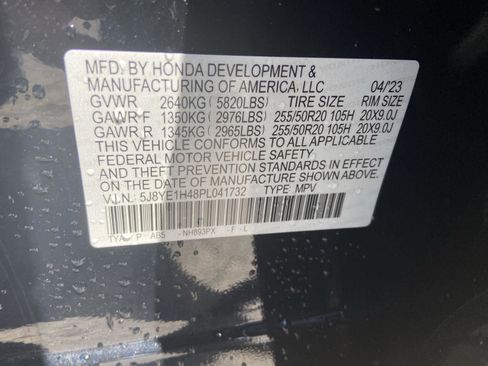 MFD. BY HONDA DEVELOPMENT &
MANUFACTURING OF AMERICA, LLC 04/'23
GVWR 2640KG ( 5820LBS) TIRE SIZE RIM SIZE
GAWR F 1350KG ( 2976LBS) 255/50R20 105H 20X9.0J
GAWR R 1345KG ( 2965LBS) 255/50R20 105H 20X9.0J
THIS VEHICLE CONFORMS TO ALL APPLICABLE
FEDERAL MOTOR VEHICLE SAFETY
AND THEFT PREVENTION STANDARDS IN EFFECT
ON THE DATE OF MANUFACTURE SHOWN ABOVE.
V.I.N.: 5J8YE1H48PL041732 TYPE: MPV
TYA P AB5 -NH893PX -F -L